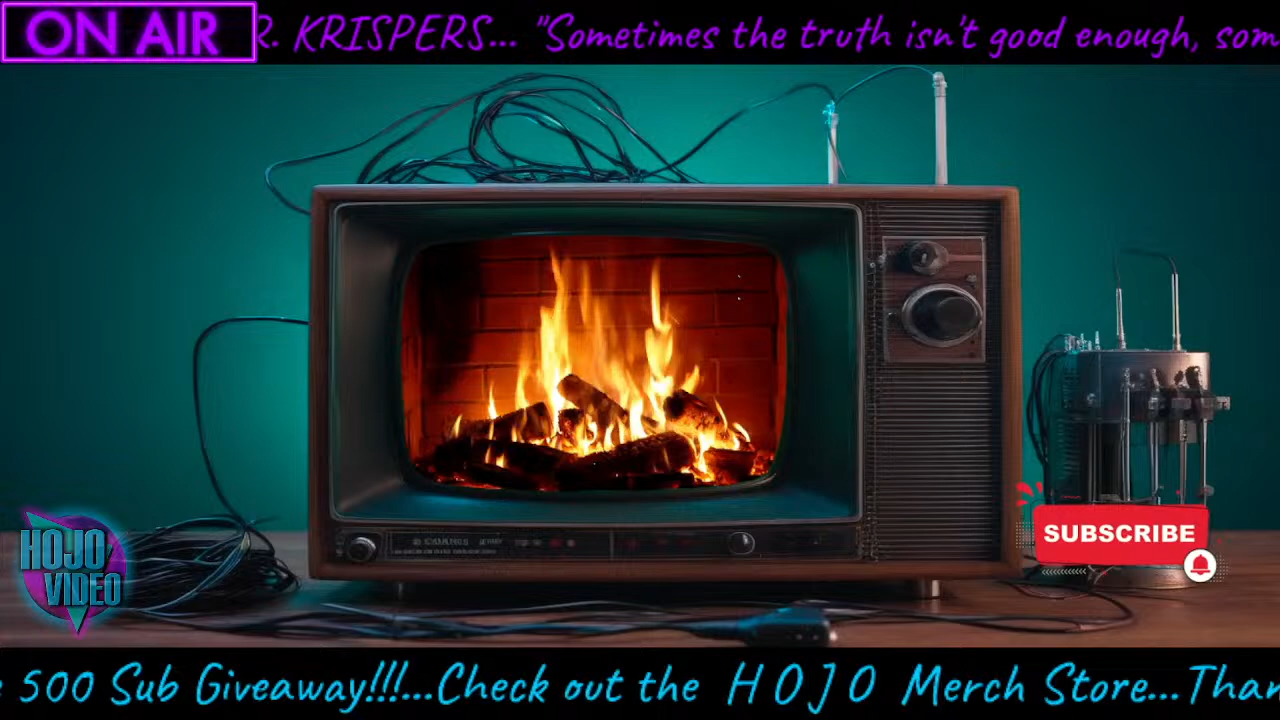 ON AIR
R. KRISPERS... "Sometimes the truth isn't good enough, som
HOJO
VIDEO
SUBSCRIBE
500 Sub Giveaway!!!...Check out the H O J O Merch Store...Than